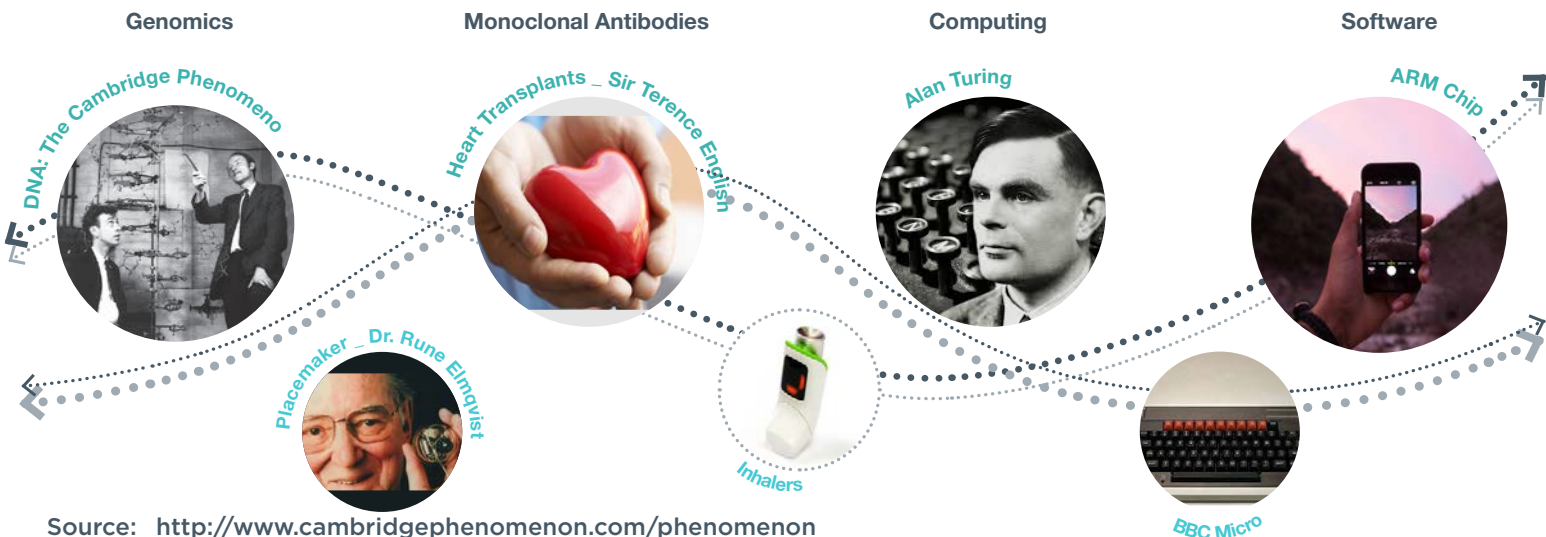 Genomics
Monoclonal Antibodies
Computing
Software
DNA: The Cambridge Phenomeno
Heart Transplants _ Sir Terence English
Alan Turing
ARM Chip
Placemaker _ Dr. Rune Elmqvist
Inhalers
BBC Micro
Source: http://www.cambridgephenomenon.com/phenomenon